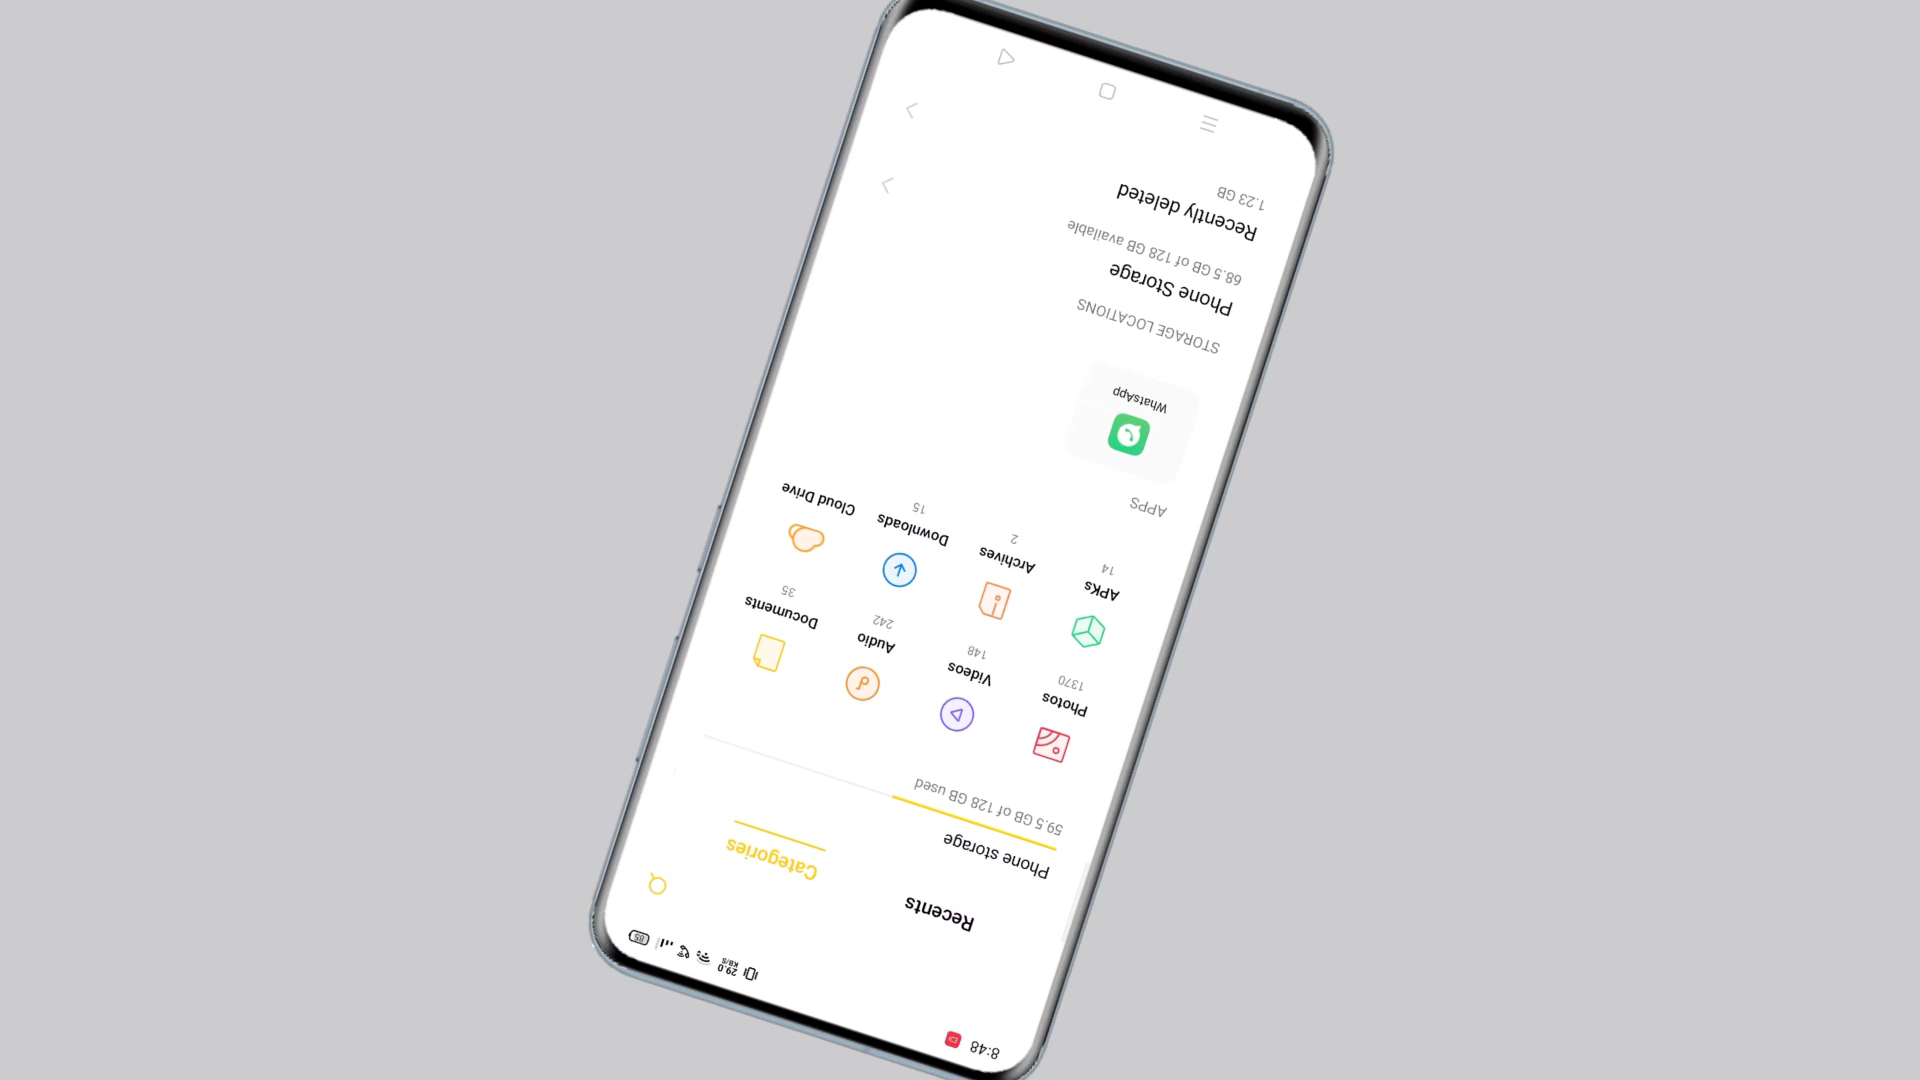 8:48
29.0 KB/S
85
Recents
Categories
Phone storage
59.5 GB of 128 GB used
Photos
1370
Videos
148
Audio
242
Documents
35
APKs
14
Archives
2
Downloads
15
Cloud Drive
APPS
WhatsApp
STORAGE LOCATIONS
Phone Storage
68.5 GB of 128 GB available
Recently deleted
1.23 GB